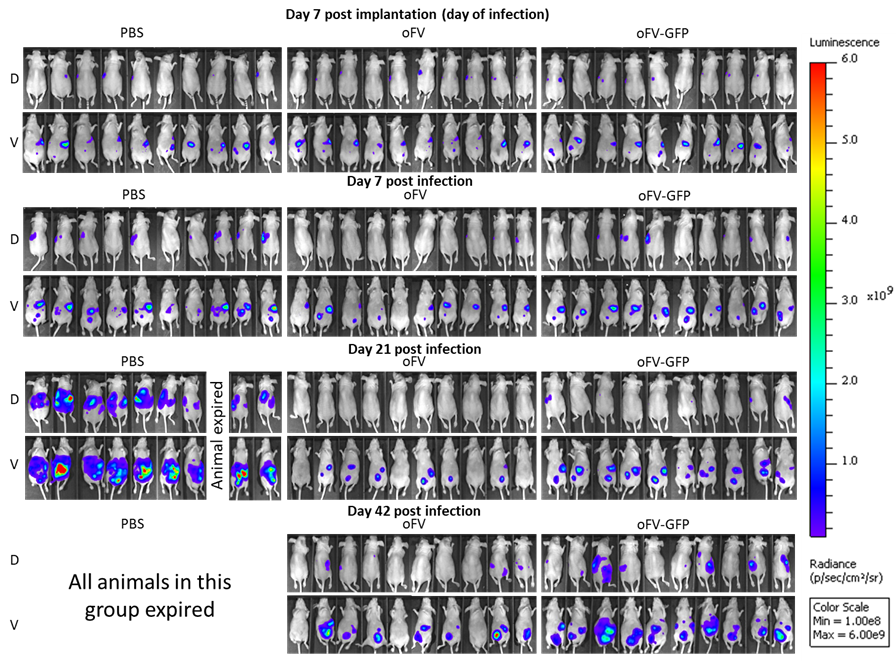 Day 7 post implantation (day of infection)
PBS
oFV
oFV-GFP
D
V
Day 7 post infection
PBS
oFV
oFV-GFP
D
V
Day 21 post infection
PBS
oFV
oFV-GFP
D
V
Animal expired
Day 42 post infection
PBS
oFV
oFV-GFP
D
V
All animals in this
group expired
Luminescence
6.0
5.0
4.0
3.0
x10⁹
2.0
1.0
Radiance
(p/sec/cm²/sr)
Color Scale
Min = 1.00e8
Max = 6.00e9